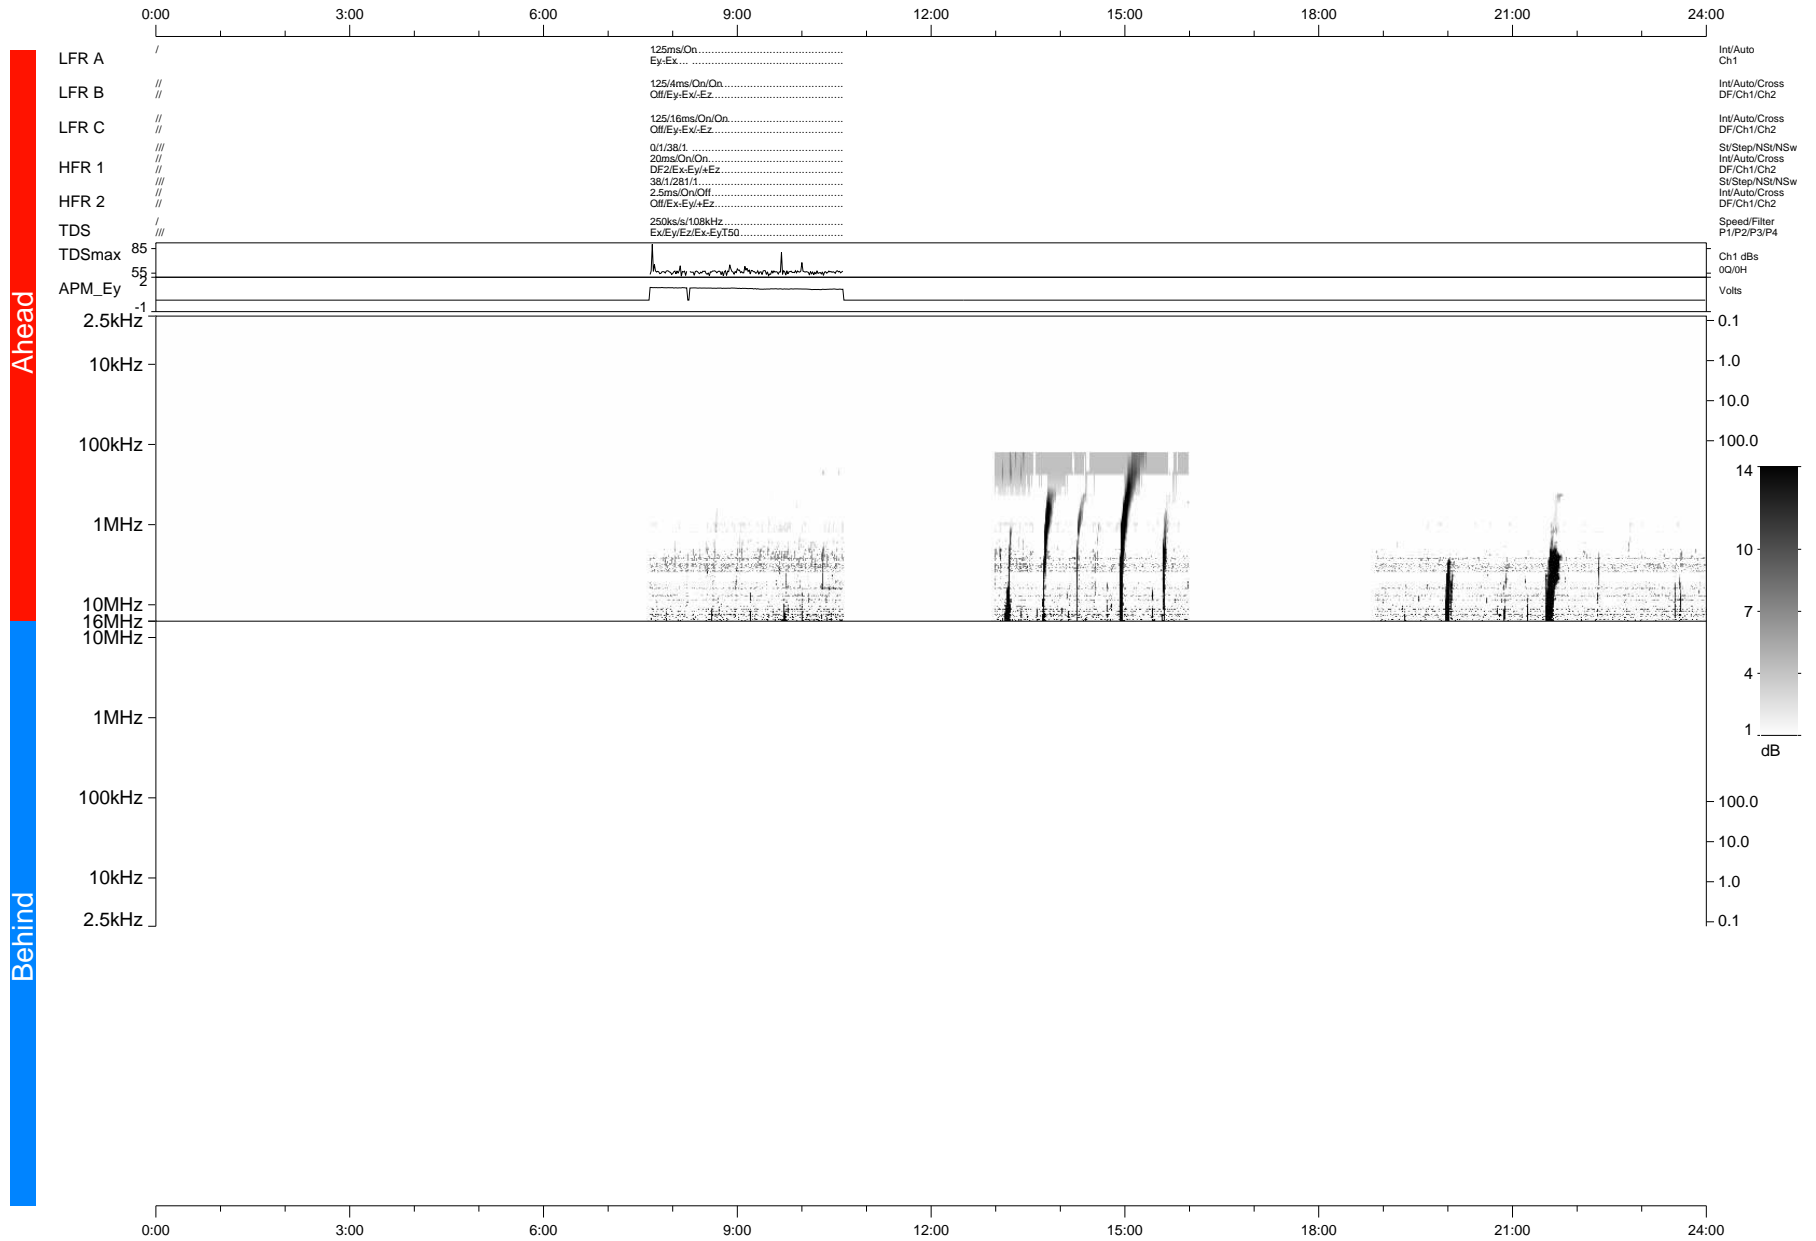 0:00 3:00 6:00 9:00 12:00 15:00 18:00 21:00 24:00
LFR A / 125ms/On Int/Auto
Ey-Ex Ch1
LFR B // 125/4ms/On/On Int/Auto/Cross
// Off/Ey-Ex/-Ez DF/Ch1/Ch2
LFR C // 125/16ms/On/On Int/Auto/Cross
// Off/Ey-Ex/-Ez DF/Ch1/Ch2
/// 0/1/38/1 St/Step/NSt/NSw
HFR 1 // 20ms/On/On Int/Auto/Cross
// DF2/Ex-Ey/+Ez DF/Ch1/Ch2
/// 38/1/281/1 St/Step/NSt/NSw
HFR 2 // 2.5ms/On/Off Int/Auto/Cross
// Off/Ex-Ey/+Ez DF/Ch1/Ch2
TDS / 250ks/s/108kHz Speed/Filter
/// Ex/Ey/Ez/Ex-EyT50 P1/P2/P3/P4
TDSmax 85 Ch1 dBs
55 0Q/0H
APM_Ey 2 Volts
-1
Ahead
2.5kHz 0.1
10kHz 1.0
10.0
100kHz 100.0
14
1MHz
10
10MHz 7
16MHz
10MHz
4
1MHz 1
dB
100kHz 100.0
10.0
10kHz 1.0
2.5kHz 0.1
Behind
0:00 3:00 6:00 9:00 12:00 15:00 18:00 21:00 24:00